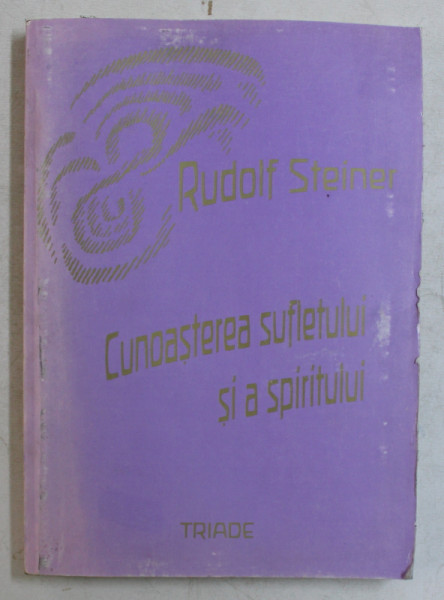 Rudolf Steiner
Cunoașterea sufletului
și a spiritului
TRIADE